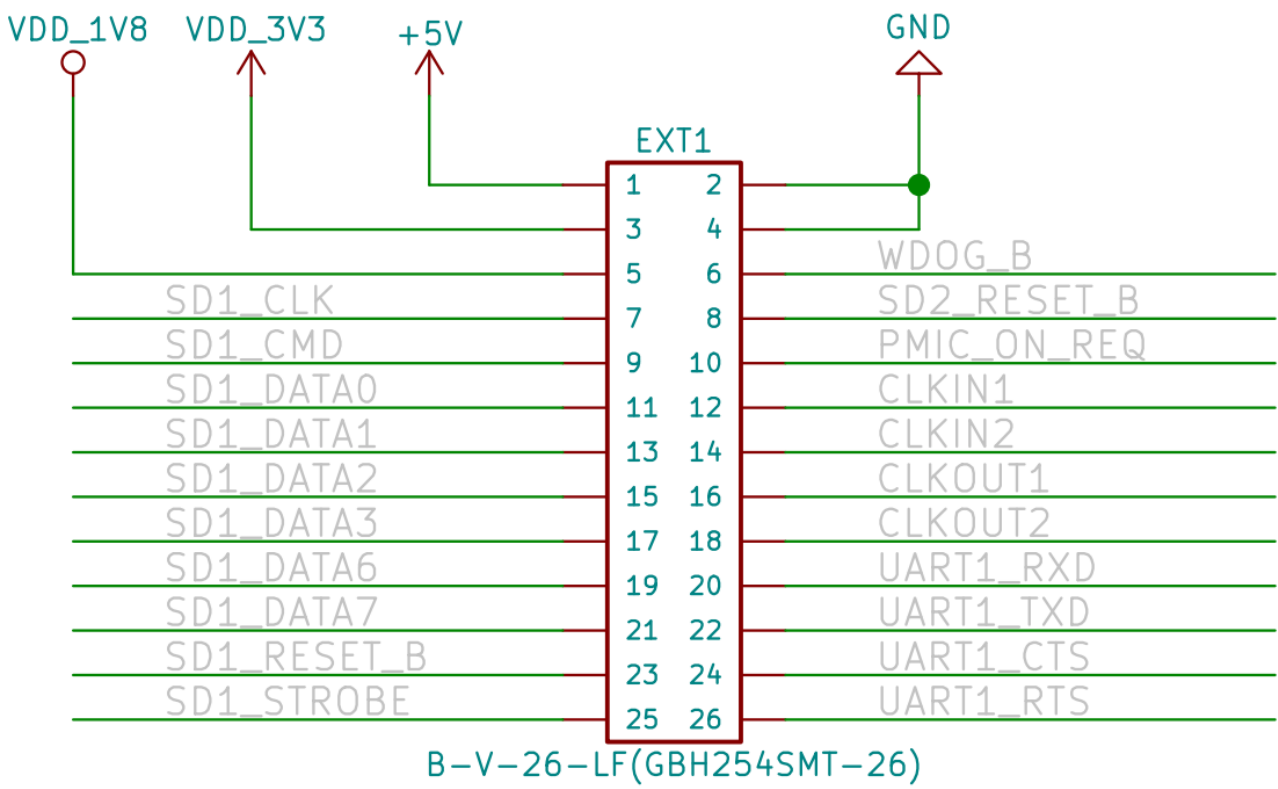 VDD_1V8 VDD_3V3 +5V GND
EXT1
1 2
3 4
WDOG_B
5 6
SD1_CLK SD2_RESET_B
7 8
SD1_CMD PMIC_ON_REQ
9 10
SD1_DATA0 CLKIN1
11 12
SD1_DATA1 CLKIN2
13 14
SD1_DATA2 CLKOUT1
15 16
SD1_DATA3 CLKOUT2
17 18
SD1_DATA6 UART1_RXD
19 20
SD1_DATA7 UART1_TXD
21 22
SD1_RESET_B UART1_CTS
23 24
SD1_STROBE UART1_RTS
25 26
B-V-26-LF(GBH254SMT-26)